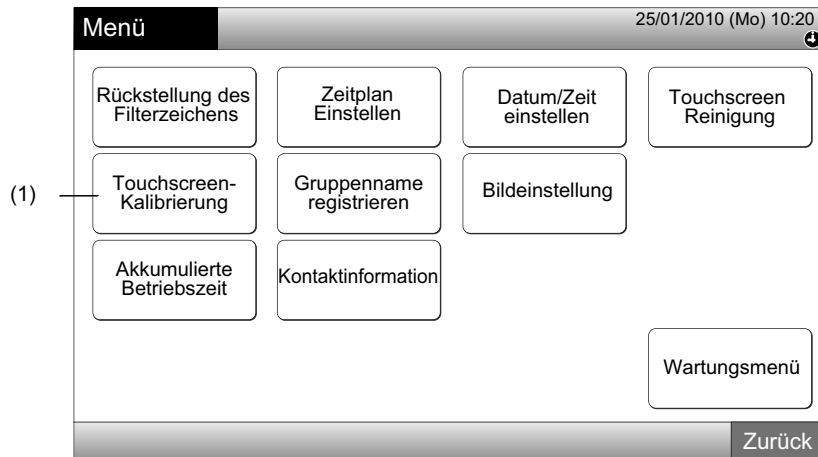 Menü
25/01/2010 (Mo) 10:20
Rückstellung des
Filterzeichens
Zeitplan
Einstellen
Datum/Zeit
einstellen
Touchscreen
Reinigung
(1)
Touchscreen-
Kalibrierung
Gruppenname
registrieren
Bildeinstellung
Akkumulierte
Betriebszeit
Kontaktinformation
Wartungsmenü
Zurück